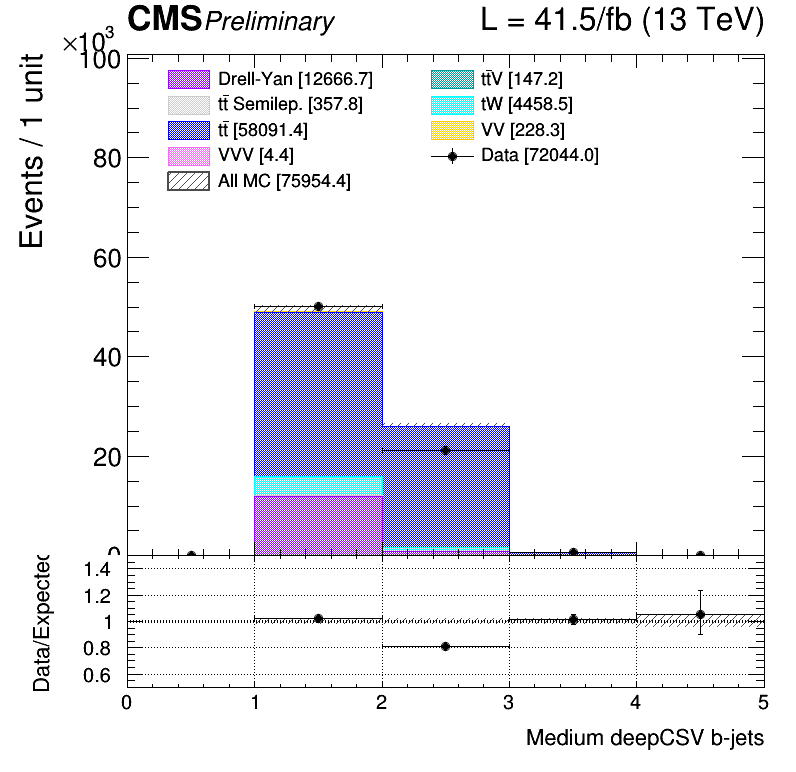 CMS Preliminary L = 41.5/fb (13 TeV)
×10³
Events / 1 unit
100
80
60
40
20
0
Drell-Yan [12666.7]
tt̄ Semilep. [357.8]
tt̄ [58091.4]
VVV [4.4]
All MC [75954.4]
tt̄V [147.2]
tW [4458.5]
VV [228.3]
Data [72044.0]
Data/Expected
1.4
1.2
1
0.8
0.6
0 1 2 3 4 5
Medium deepCSV b-jets